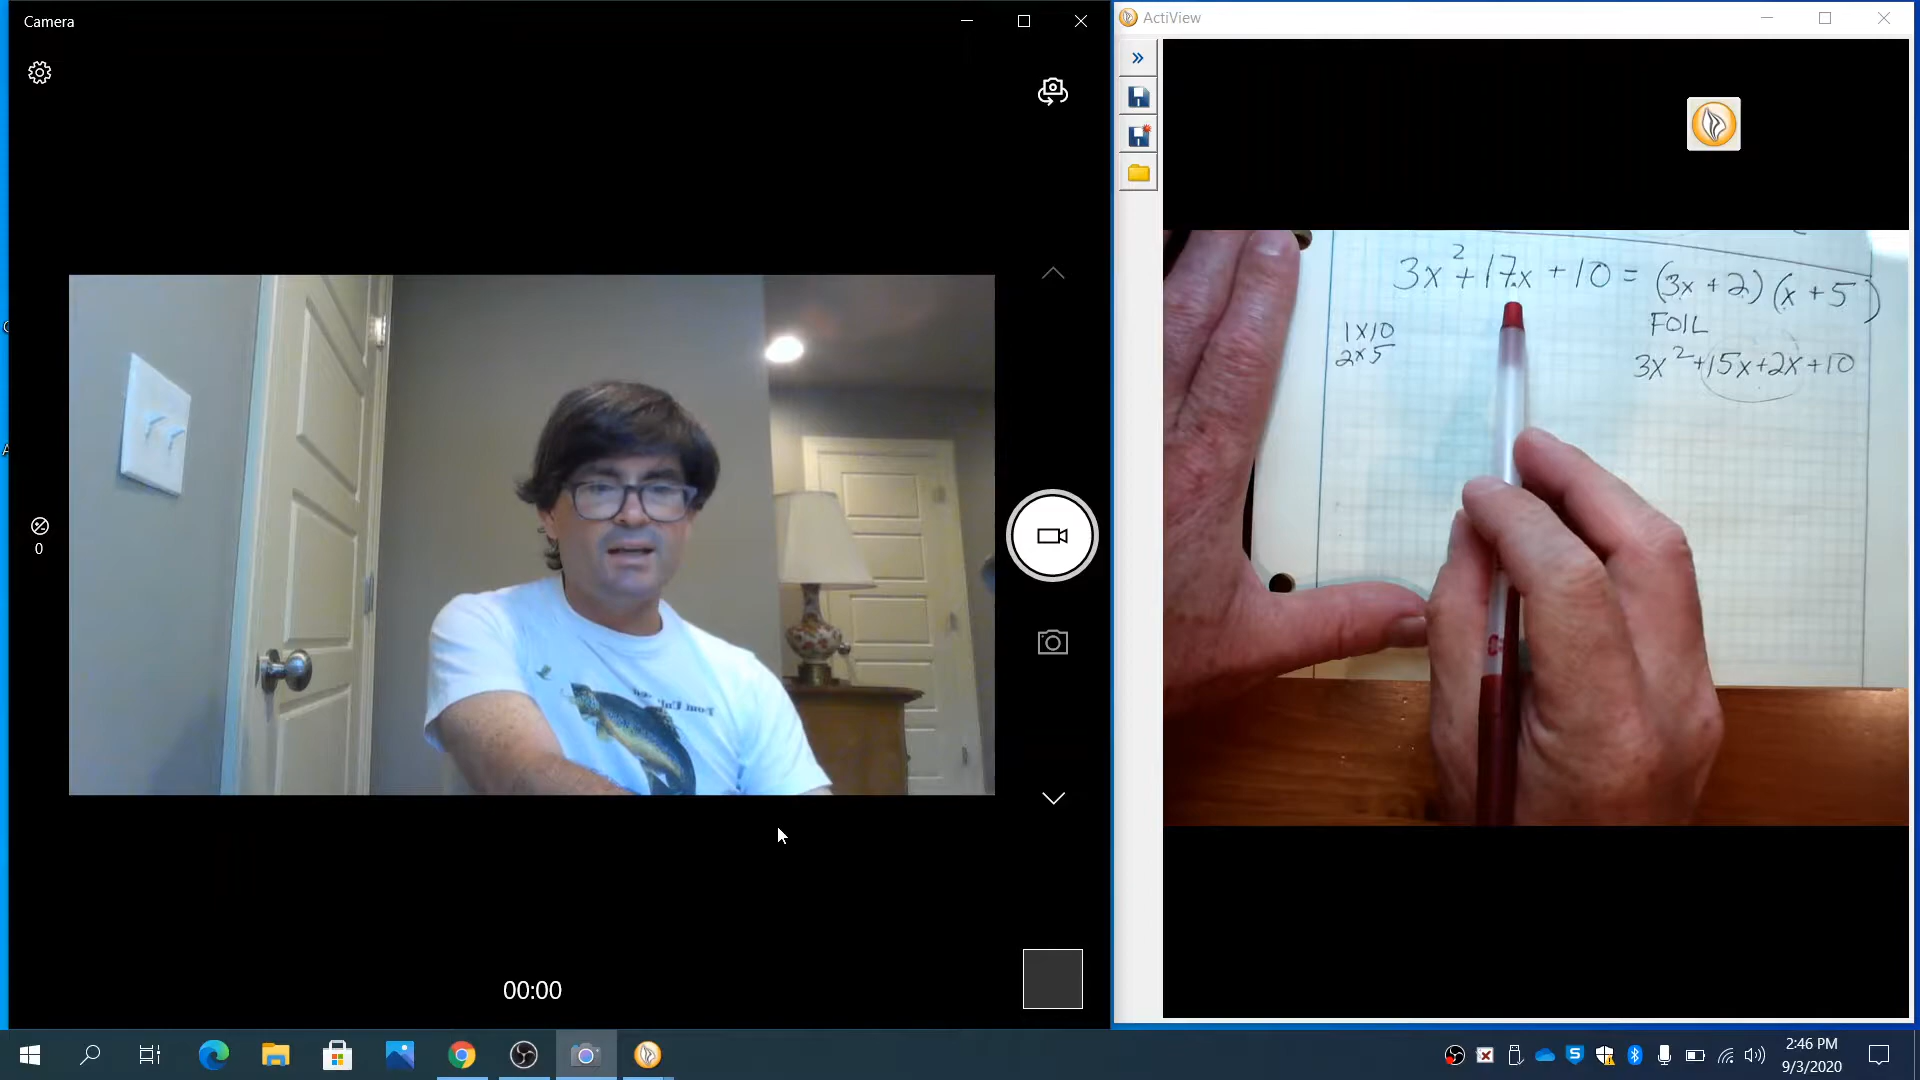 Camera
0
00:00
ActiView
3x² + 17x + 10 = (3x + 2)(x + 5)
1x10
2x5
FOIL
3x² + 15x + 2x + 10
2:46 PM
9/3/2020